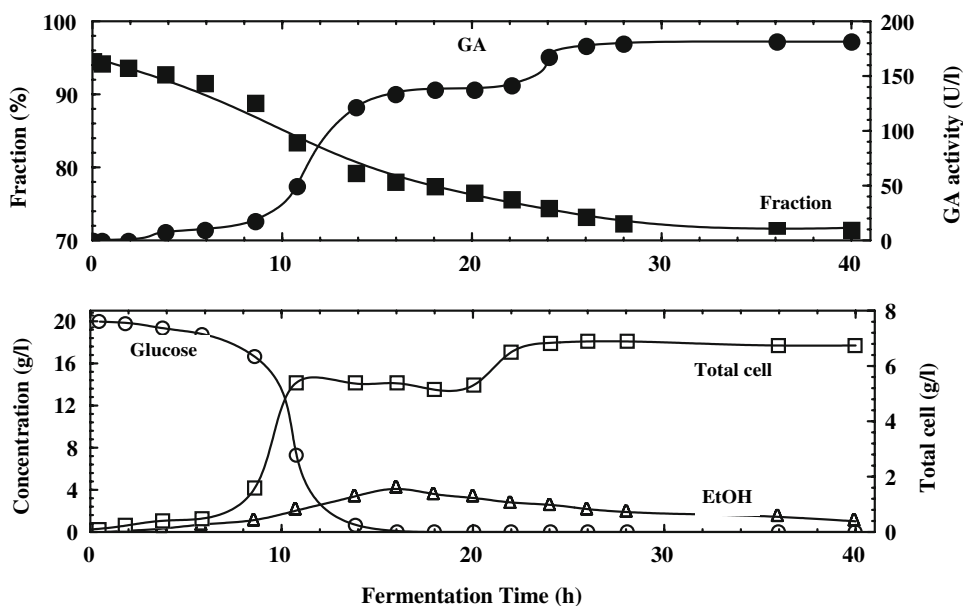 100
90
80
70
Fraction (%)
GA
Fraction
200
150
100
50
0
GA activity (U/l)
0 10 20 30 40
20
16
12
8
4
0
Concentration (g/l)
Glucose
Total cell
EtOH
8
6
4
2
0
Total cell (g/l)
0 10 20 30 40
Fermentation Time (h)